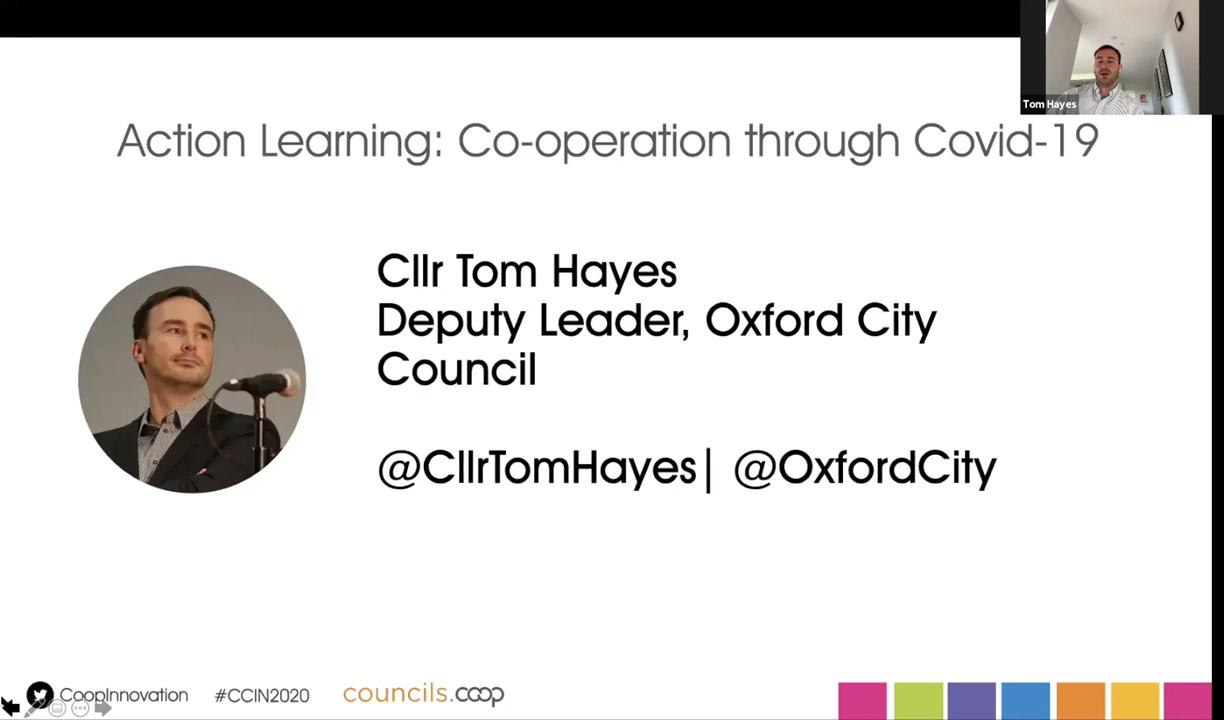 Tom Hayes
Action Learning: Co-operation through Covid-19
Cllr Tom Hayes
Deputy Leader, Oxford City
Council
@CllrTomHayes| @OxfordCity
CoopInnovation #CCIN2020 councils.coop